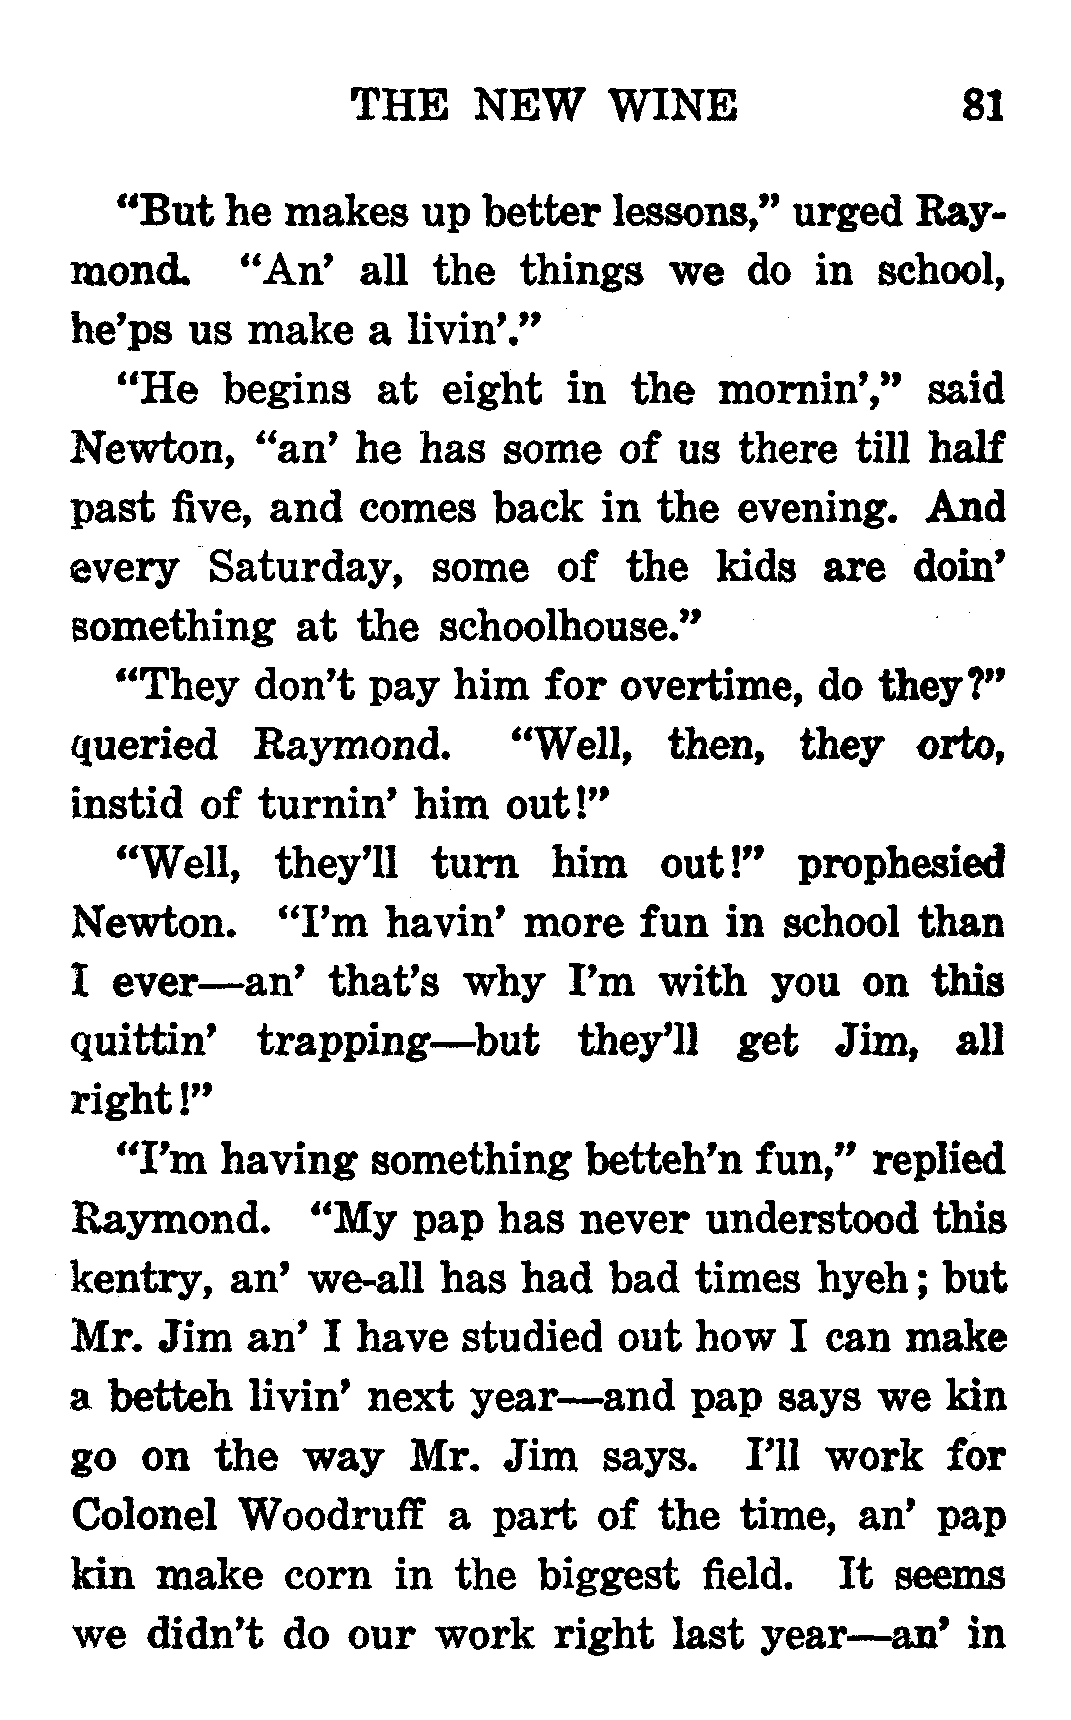 THE NEW WINE 81
“But he makes up better lessons,” urged Ray-
mond. “An’ all the things we do in school,
he’ps us make a livin’.”
“He begins at eight in the mornin’,” said
Newton, “an’ he has some of us there till half
past five, and comes back in the evening. And
every Saturday, some of the kids are doin’
something at the schoolhouse.”
“They don’t pay him for overtime, do they?”
queried Raymond. “Well, then, they orto,
instid of turnin’ him out!”
“Well, they’ll turn him out!” prophesied
Newton. “I’m havin’ more fun in school than
I ever—an’ that’s why I’m with you on this
quittin’ trapping—but they’ll get Jim, all
right!”
“I’m having something betteh’n fun,” replied
Raymond. “My pap has never understood this
kentry, an’ we-all has had bad times hyeh; but
Mr. Jim an’ I have studied out how I can make
a betteh livin’ next year—and pap says we kin
go on the way Mr. Jim says. I’ll work for
Colonel Woodruff a part of the time, an’ pap
kin make corn in the biggest field. It seems
we didn’t do our work right last year—an’ in